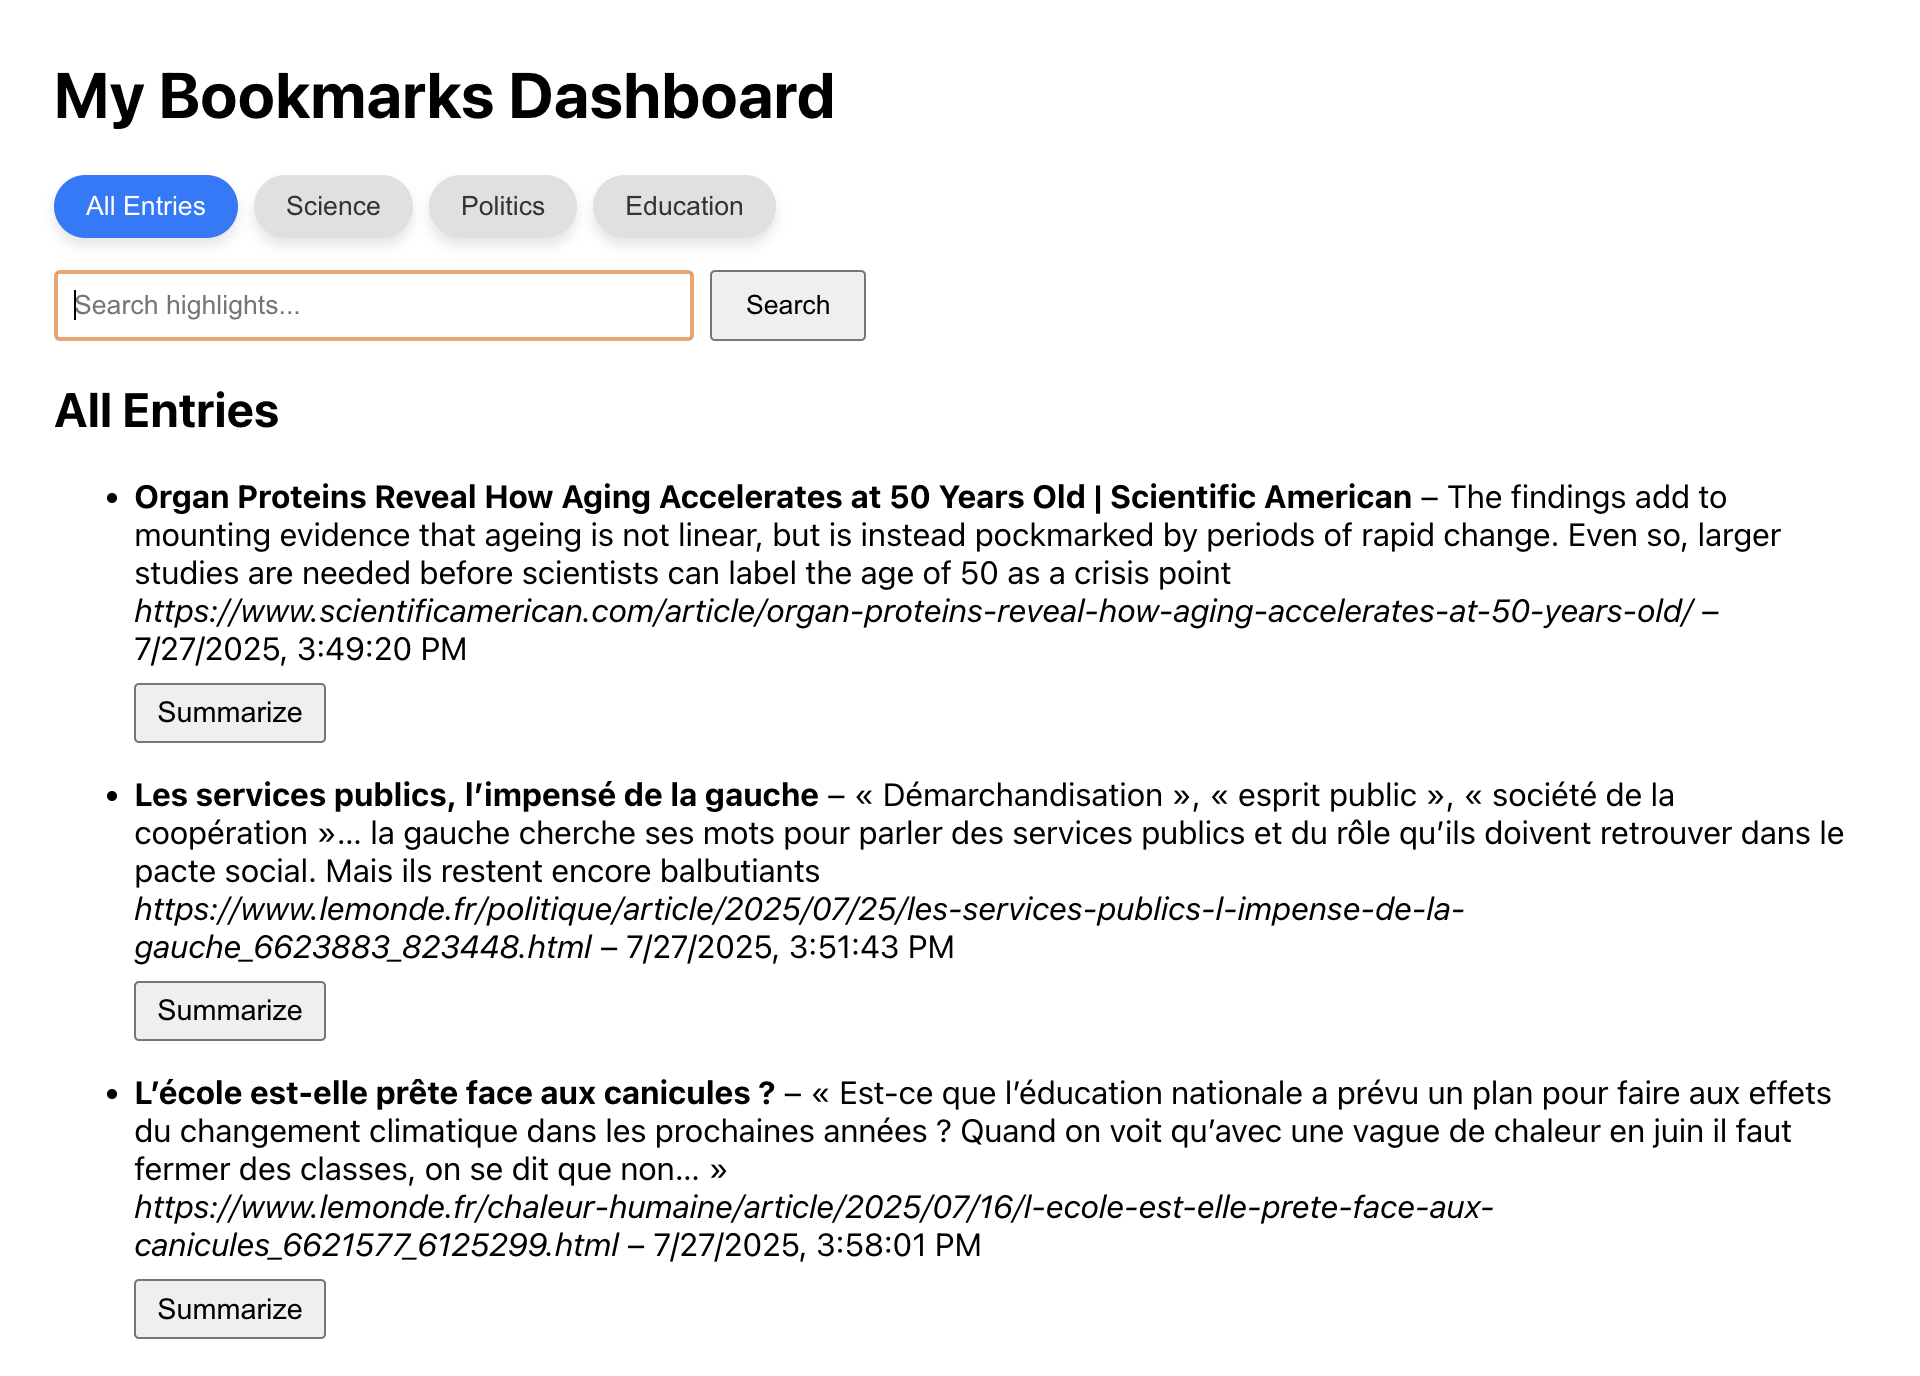 My Bookmarks Dashboard
All Entries
Science
Politics
Education
Search highlights...
Search
All Entries
Organ Proteins Reveal How Aging Accelerates at 50 Years Old | Scientific American – The findings add to
mounting evidence that ageing is not linear, but is instead pockmarked by periods of rapid change. Even so, larger
studies are needed before scientists can label the age of 50 as a crisis point
https://www.scientificamerican.com/article/organ-proteins-reveal-how-aging-accelerates-at-50-years-old/ –
7/27/2025, 3:49:20 PM
Summarize
Les services publics, l’impensé de la gauche – « Démarchandisation », « esprit public », « société de la
coopération »… la gauche cherche ses mots pour parler des services publics et du rôle qu’ils doivent retrouver dans le
pacte social. Mais ils restent encore balbutiants
https://www.lemonde.fr/politique/article/2025/07/25/les-services-publics-l-impense-de-la-
gauche_6623883_823448.html – 7/27/2025, 3:51:43 PM
Summarize
L’école est-elle prête face aux canicules ? – « Est-ce que l’éducation nationale a prévu un plan pour faire aux effets
du changement climatique dans les prochaines années ? Quand on voit qu’avec une vague de chaleur en juin il faut
fermer des classes, on se dit que non… »
https://www.lemonde.fr/chaleur-humaine/article/2025/07/16/l-ecole-est-elle-prete-face-aux-
canicules_6621577_6125299.html – 7/27/2025, 3:58:01 PM
Summarize